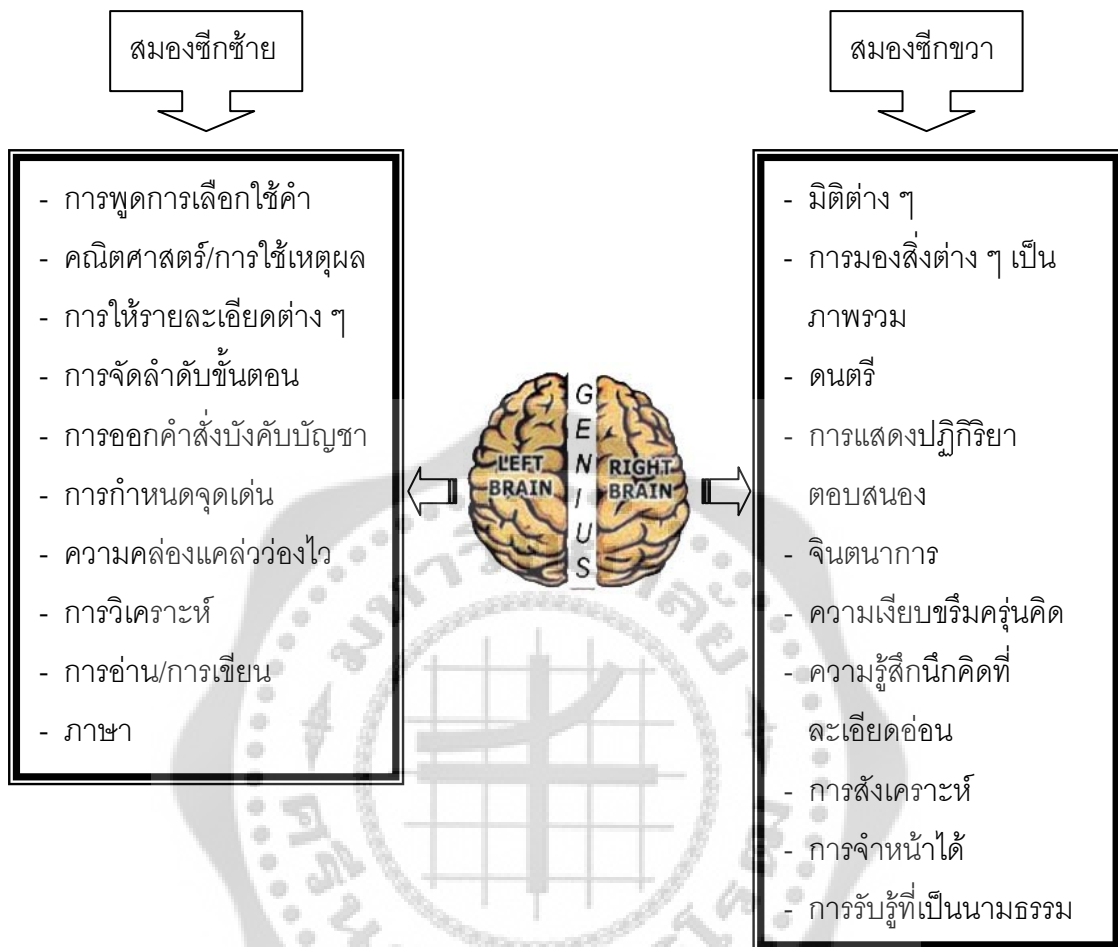 สมองซีกซ้าย
- การพูดการเลือกใช้คำ
- คณิตศาสตร์/การใช้เหตุผล
- การให้รายละเอียดต่าง ๆ
- การจัดลำดับขั้นตอน
- การออกคำสั่งบังคับบัญชา
- การกำหนดจุดเด่น
- ความคล่องแคล่วว่องไว
- การวิเคราะห์
- การอ่าน/การเขียน
- ภาษา
LEFT
BRAIN
GENIUS
RIGHT
BRAIN
สมองซีกขวา
- มิติต่าง ๆ
- การมองสิ่งต่าง ๆ เป็น
ภาพรวม
- ดนตรี
- การแสดงปฏิกิริยา
ตอบสนอง
- จินตนาการ
- ความเงียบขรึมครุ่นคิด
- ความรู้สึกนึกคิดที่
ละเอียดอ่อน
- การสังเคราะห์
- การจำหน้าได้
- การรับรู้ที่เป็นนามธรรม